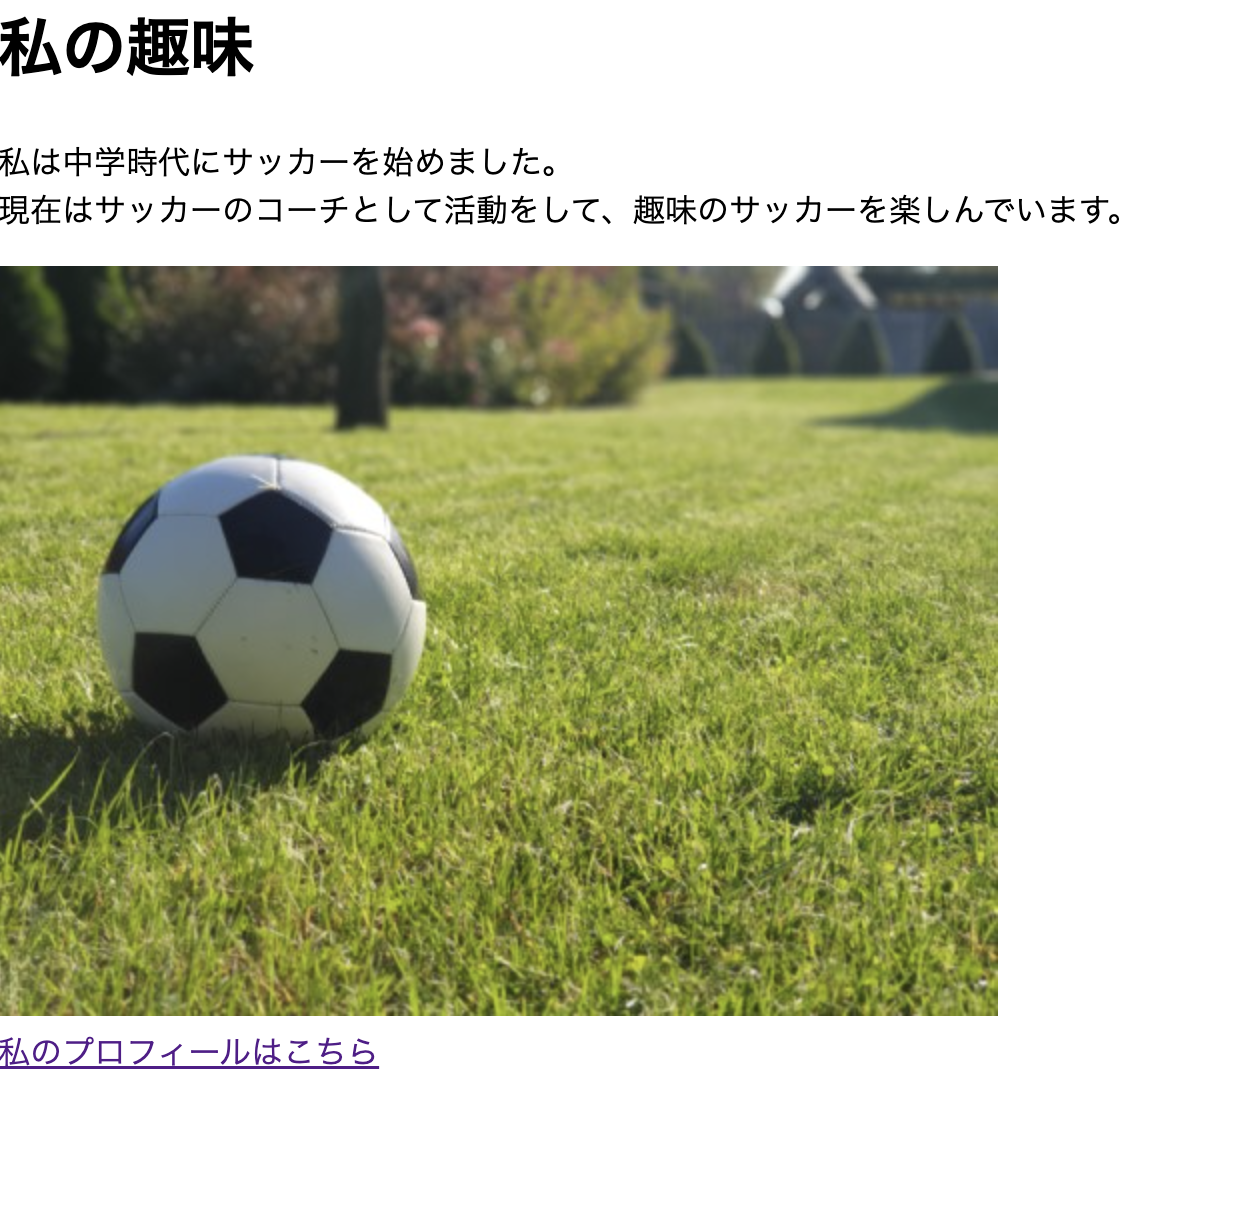 私の趣味
私は中学時代にサッカーを始めました。
現在はサッカーのコーチとして活動をして、趣味のサッカーを楽しんでいます。
私のプロフィールはこちら